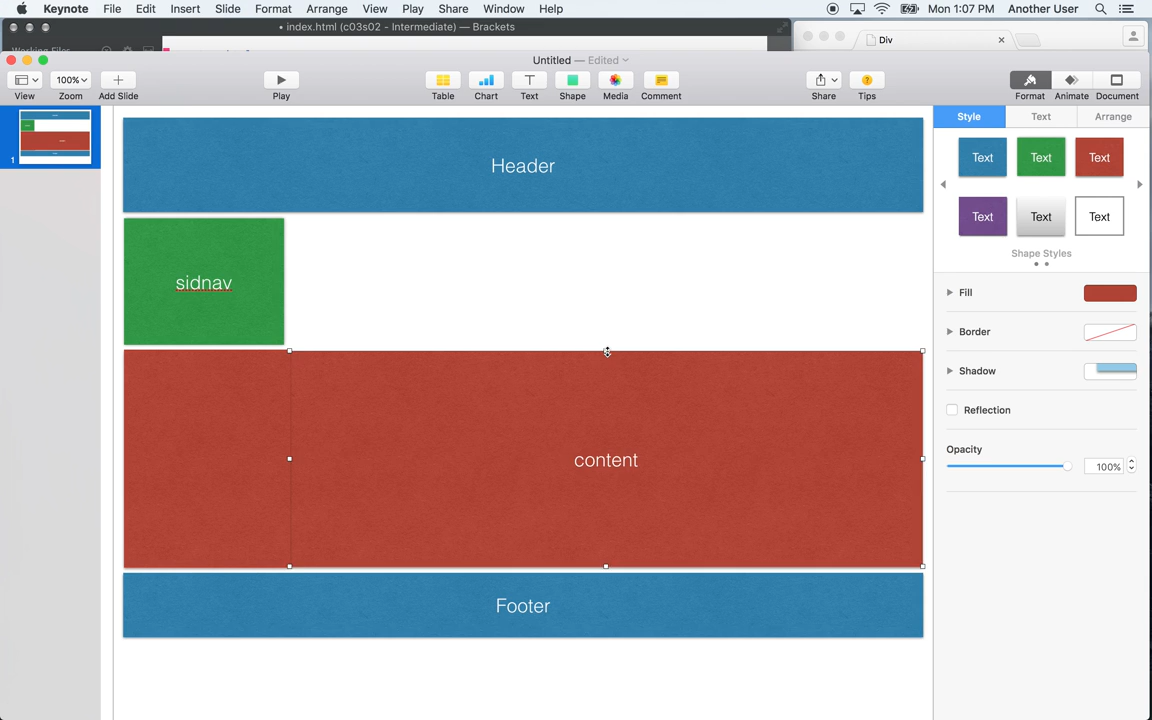 Keynote File Edit Insert Slide Format Arrange View Play Share Window Help Mon 1:07 PM Another User
• index.html (c03s02 - Intermediate) — Brackets
Working Files
Div
Untitled — Edited
100%
View Zoom Add Slide Play Table Chart Text Shape Media Comment Share Tips Format Animate Document
Style Text Arrange
1
Header
Text Text Text
Text Text Text
Shape Styles
sidnav
Fill
Border
Shadow
Reflection
Opacity
100%
content
Footer